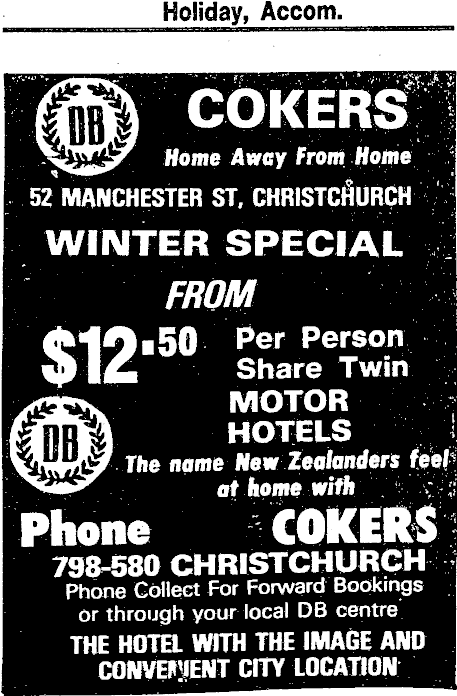 Holiday, Accom.
DB
COKERS
Home Away From Home
52 MANCHESTER ST, CHRISTCHURCH
WINTER SPECIAL
FROM
$12.50 Per Person
Share Twin
MOTOR
HOTELS
DB
The name New Zealanders feel
at home with
Phone COKERS
798-580 CHRISTCHURCH
Phone Collect For Forward Bookings
or through your local DB centre
THE HOTEL WITH THE IMAGE AND
CONVENIENT CITY LOCATION